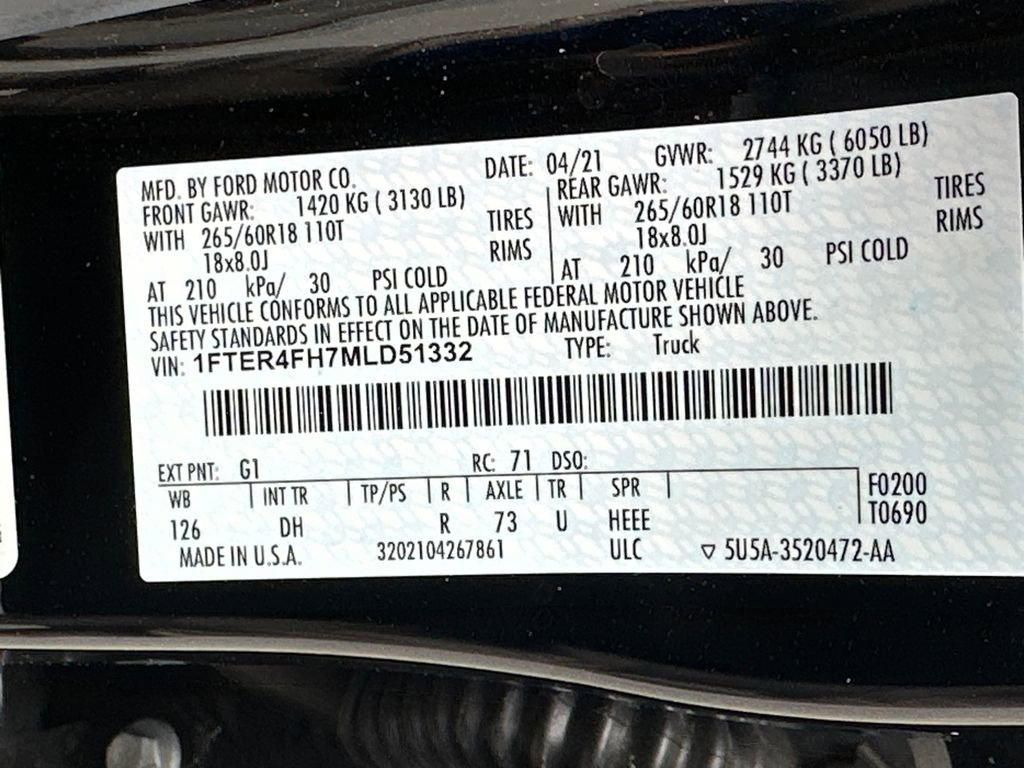 MFD. BY FORD MOTOR CO. DATE: 04/21 GVWR: 2744 KG ( 6050 LB)
FRONT GAWR: 1420 KG ( 3130 LB) REAR GAWR: 1529 KG ( 3370 LB)
WITH 265/60R18 110T TIRES WITH 265/60R18 110T TIRES
18x8.0J RIMS 18x8.0J RIMS
AT 210 kPa/ 30 PSI COLD AT 210 kPa/ 30 PSI COLD
THIS VEHICLE CONFORMS TO ALL APPLICABLE FEDERAL MOTOR VEHICLE
SAFETY STANDARDS IN EFFECT ON THE DATE OF MANUFACTURE SHOWN ABOVE.
VIN: 1FTER4FH7MLD51332 TYPE: Truck
EXT PNT: G1 RC: 71 DSO:
WB INT TR TP/PS R AXLE TR SPR F0200
126 DH R 73 U HEEE T0690
MADE IN U.S.A. 3202104267861 ULC ▽ 5U5A-3520472-AA